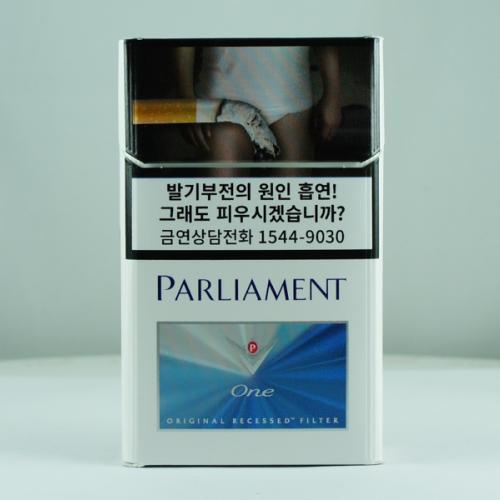 발기부전의 원인 흡연!
그래도 피우시겠습니까?
금연상담전화 1544-9030
PARLIAMENT
P
One
ORIGINAL RECESSED™ FILTER